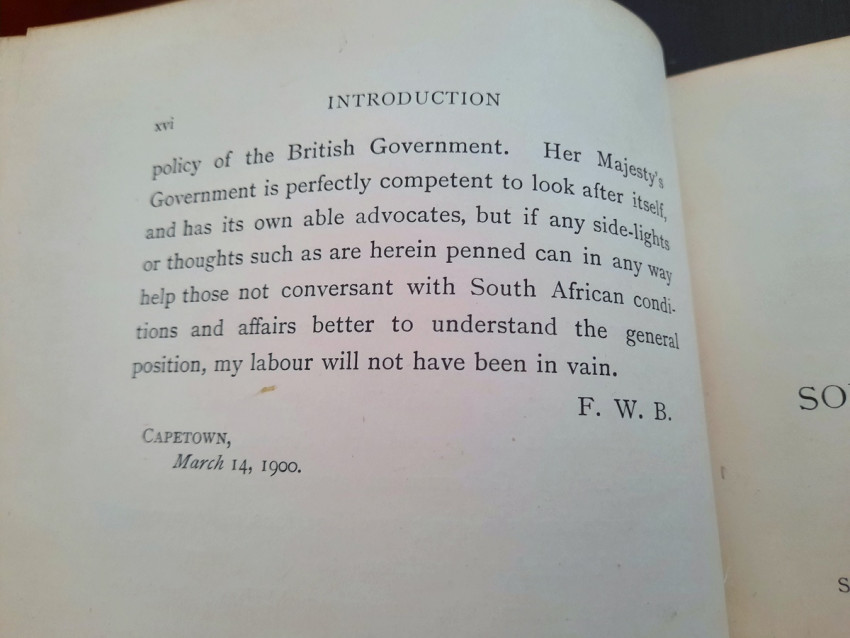 INTRODUCTION
xvi
policy of the British Government. Her Majesty's
Government is perfectly competent to look after itself,
and has its own able advocates, but if any side-lights
or thoughts such as are herein penned can in any way
help those not conversant with South African condi-
tions and affairs better to understand the general
position, my labour will not have been in vain.
F. W. B.
CAPETOWN,
March 14, 1900.